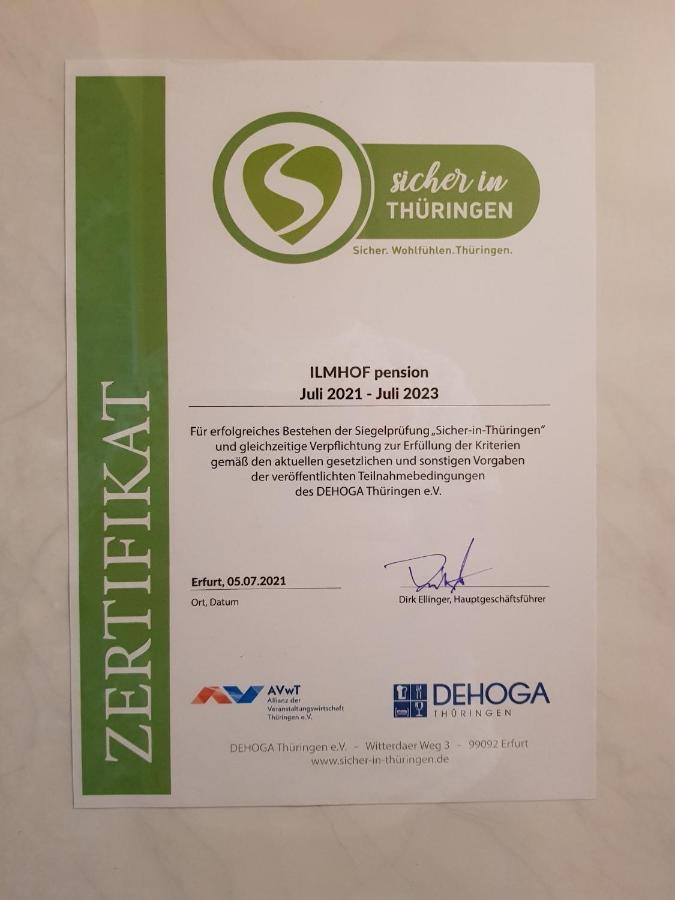 ZERTIFIKAT
sicher in
THÜRINGEN
Sicher. Wohlfühlen.Thüringen.
ILMHOF pension
Juli 2021 - Juli 2023
Für erfolgreiches Bestehen der Siegelprüfung „Sicher-in-Thüringen"
und gleichzeitige Verpflichtung zur Erfüllung der Kriterien
gemäß den aktuellen gesetzlichen und sonstigen Vorgaben
der veröffentlichten Teilnahmebedingungen
des DEHOGA Thüringen e.V.
Erfurt, 05.07.2021
Ort, Datum
Dirk Ellinger, Hauptgeschäftsführer
AVwT
Allianz der
Veranstaltungswirtschaft
Thüringen e.V.
DEHOGA
THÜRINGEN
DEHOGA Thüringen e.V. - Witterdaer Weg 3 - 99092 Erfurt
www.sicher-in-thüringen.de